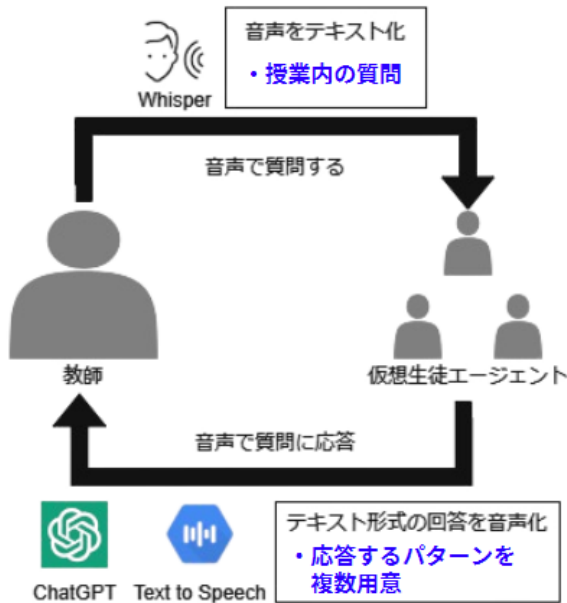 音声をテキスト化
・授業内の質問
Whisper
音声で質問する
教師
仮想生徒エージェント
音声で質問に応答
テキスト形式の回答を音声化
・応答するパターンを
複数用意
ChatGPT
Text to Speech